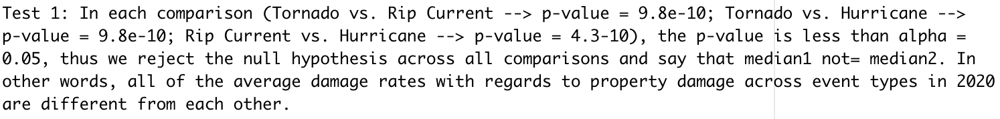 Test 1: In each comparison (Tornado vs. Rip Current --> p-value = 9.8e-10; Tornado vs. Hurricane -->
p-value = 9.8e-10; Rip Current vs. Hurricane --> p-value = 4.3-10), the p-value is less than alpha =
0.05, thus we reject the null hypothesis across all comparisons and say that median1 not= median2. In
other words, all of the average damage rates with regards to property damage across event types in 2020
are different from each other.